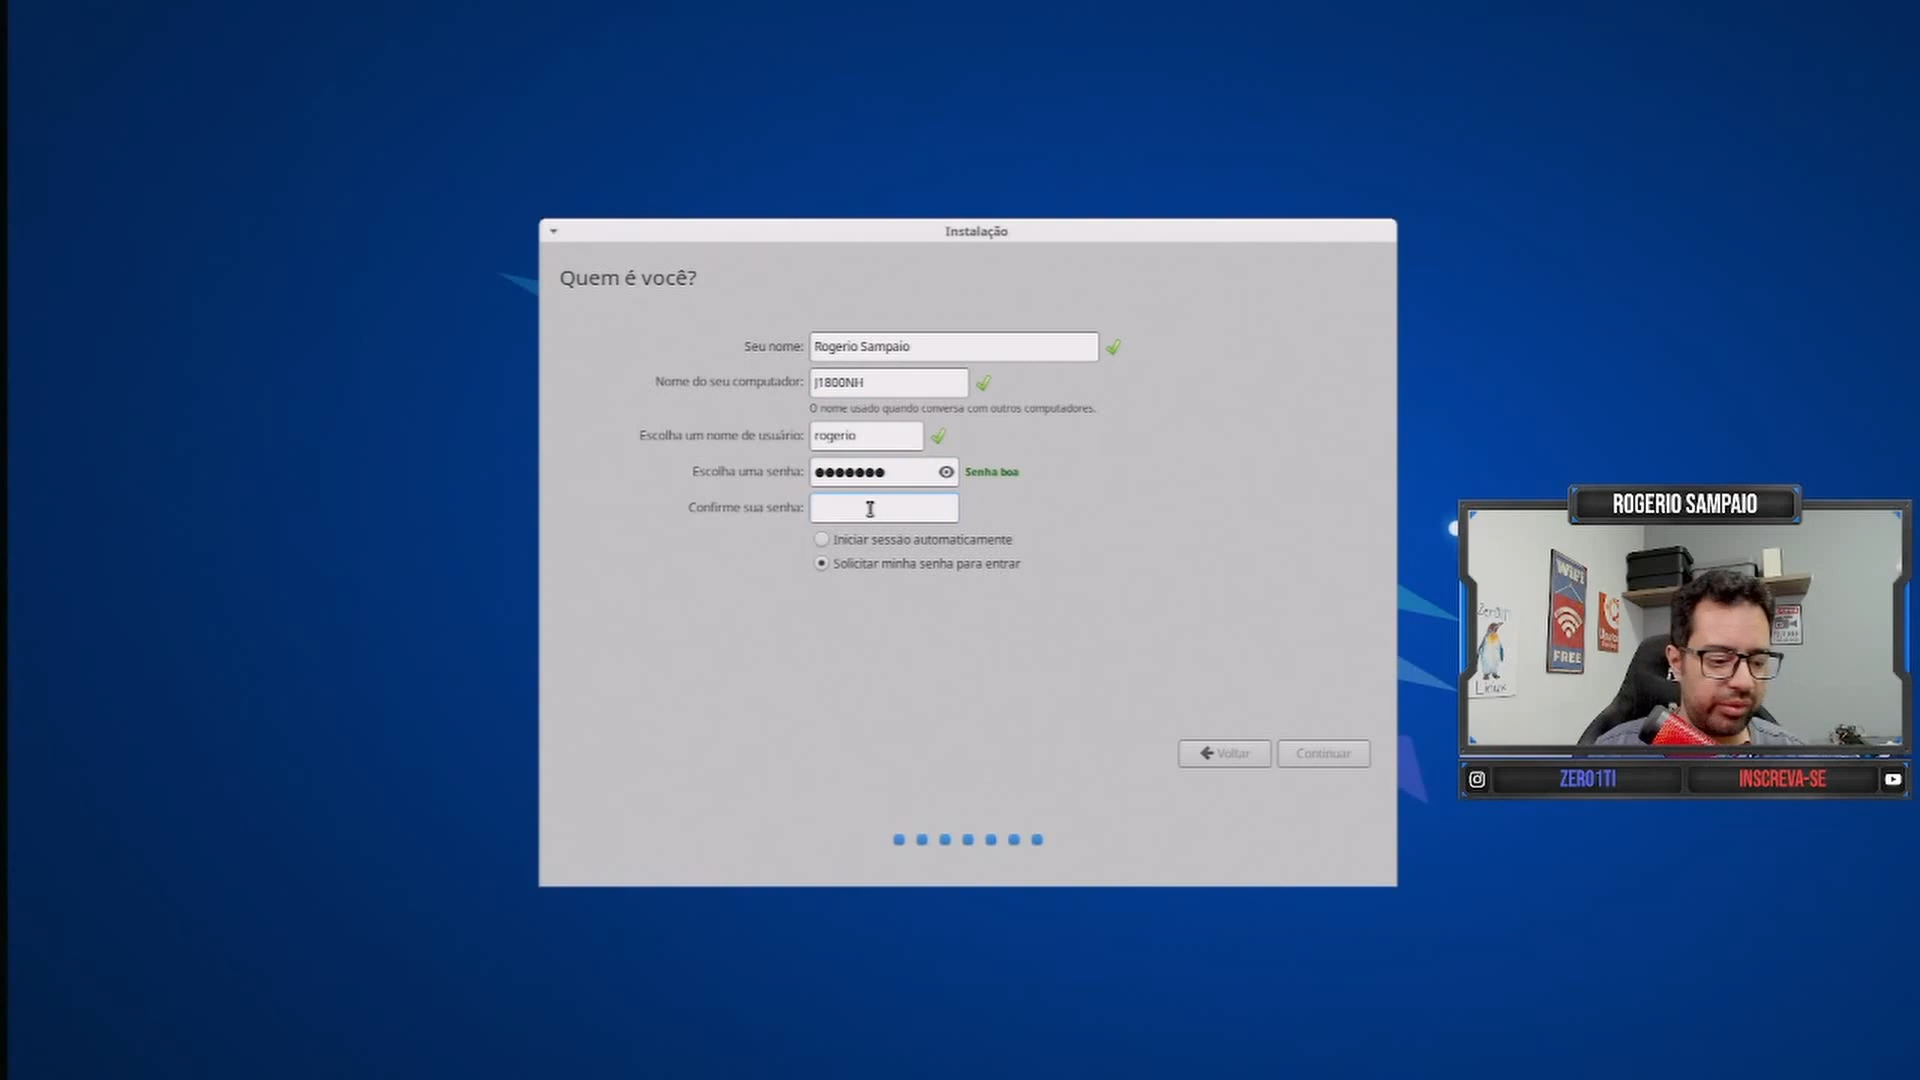 Instalação
Quem é você?
Seu nome: Rogerio Sampaio
Nome do seu computador: J1800NH
O nome usado quando conversa com outros computadores.
Escolha um nome de usuário: rogerio
Escolha uma senha: ●●●●●●● Senha boa
Confirme sua senha:
Iniciar sessão automaticamente
Solicitar minha senha para entrar
Voltar Continuar
ROGERIO SAMPAIO
WiFi
FREE
Linux
ZERO1TI INSCREVA-SE